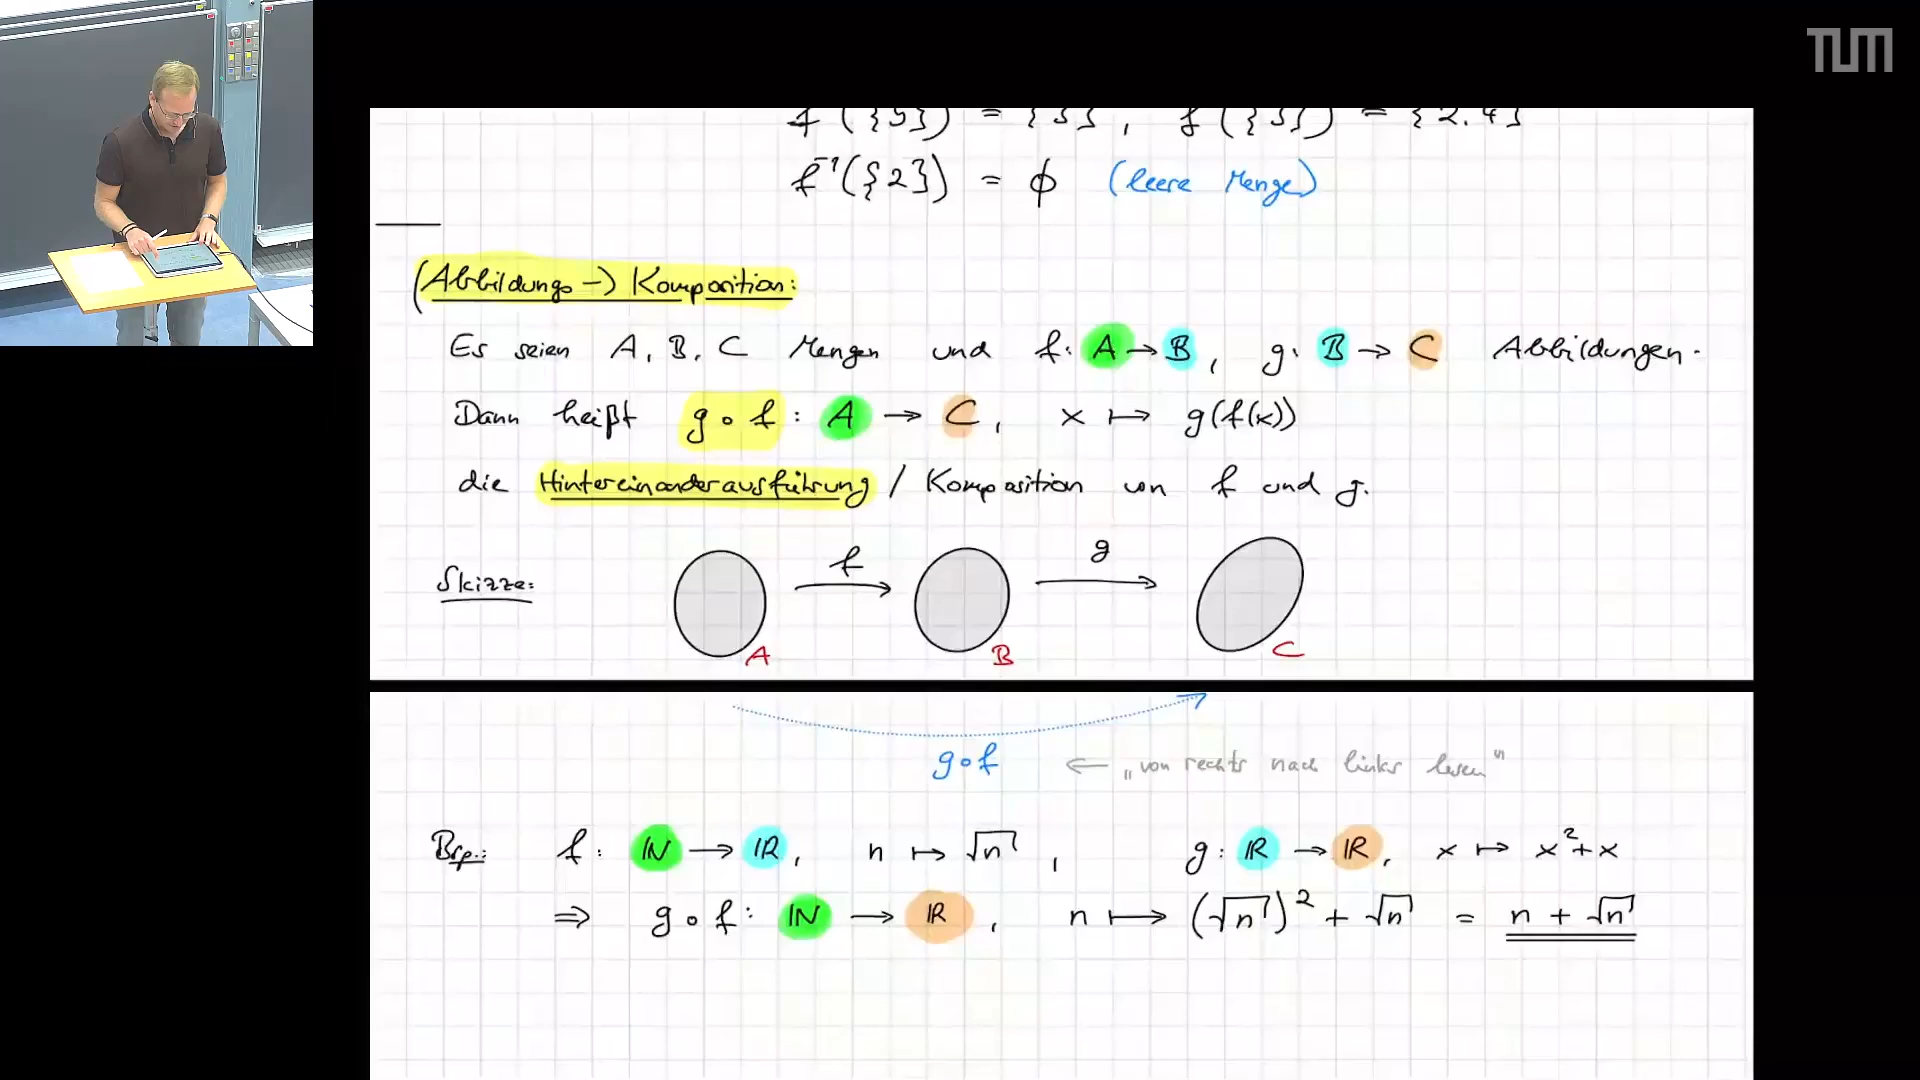 TUM
f⁻¹({2}) = ϕ (leere Menge)
(Abbildungs-) Komposition:
Es seien A, B, C Mengen und f: A → B, g: B → C Abbildungen.
Dann heißt g ∘ f : A → C, x ↦ g(f(x))
die Hintereinanderausführung / Komposition von f und g.
Skizze: f g
A B C
g∘f ← „von rechts nach links lesen"
Bsp.: f: ℕ → ℝ, n ↦ √n, g: ℝ → ℝ, x ↦ x² + x
⇒ g ∘ f: ℕ → ℝ, n ↦ (√n)² + √n = n + √n